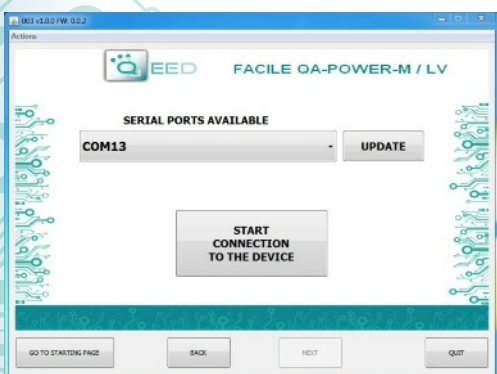 003 v1.0.0 FW: 0.0.2
Actions
QEED FACILE QA-POWER-M / LV
SERIAL PORTS AVAILABLE
COM13 UPDATE
START
CONNECTION
TO THE DEVICE
GO TO STARTING PAGE BACK NEXT QUIT